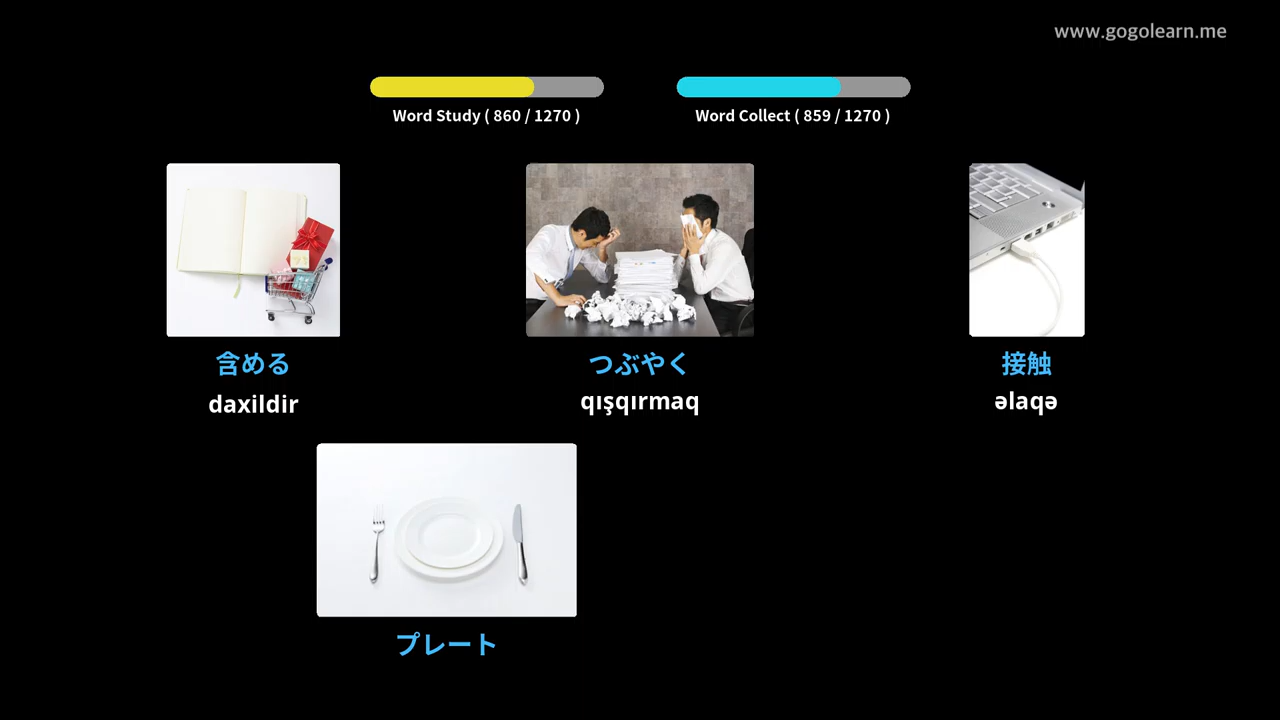 www.gogolearn.me
Word Study ( 860 / 1270 )
Word Collect ( 859 / 1270 )
含める
つぶやく
接触
daxildir
qışqırmaq
əlaqə
プレート